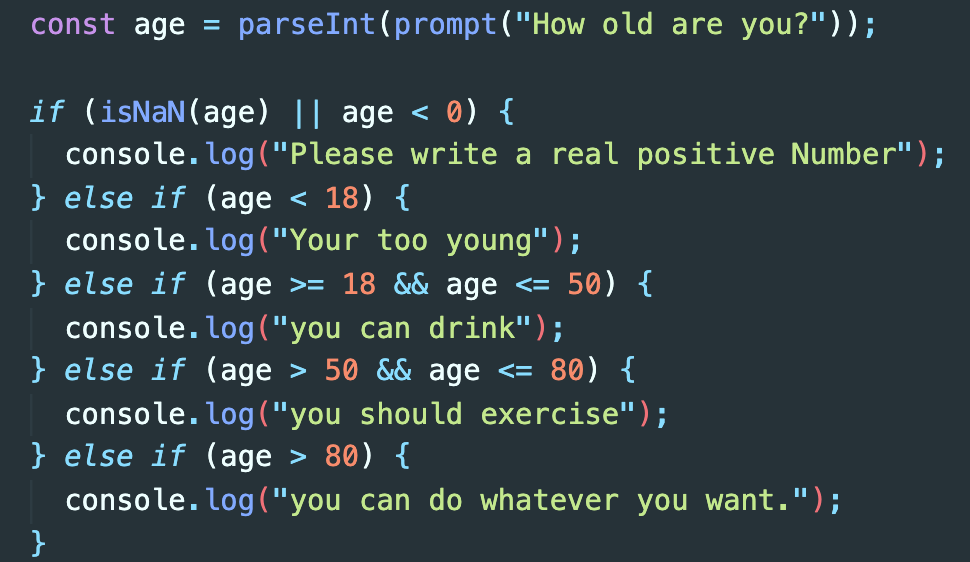 const age = parseInt(prompt("How old are you?"));
if (isNaN(age) || age < 0) {
console.log("Please write a real positive Number");
} else if (age < 18) {
console.log("Your too young");
} else if (age >= 18 && age <= 50) {
console.log("you can drink");
} else if (age > 50 && age <= 80) {
console.log("you should exercise");
} else if (age > 80) {
console.log("you can do whatever you want.");
}